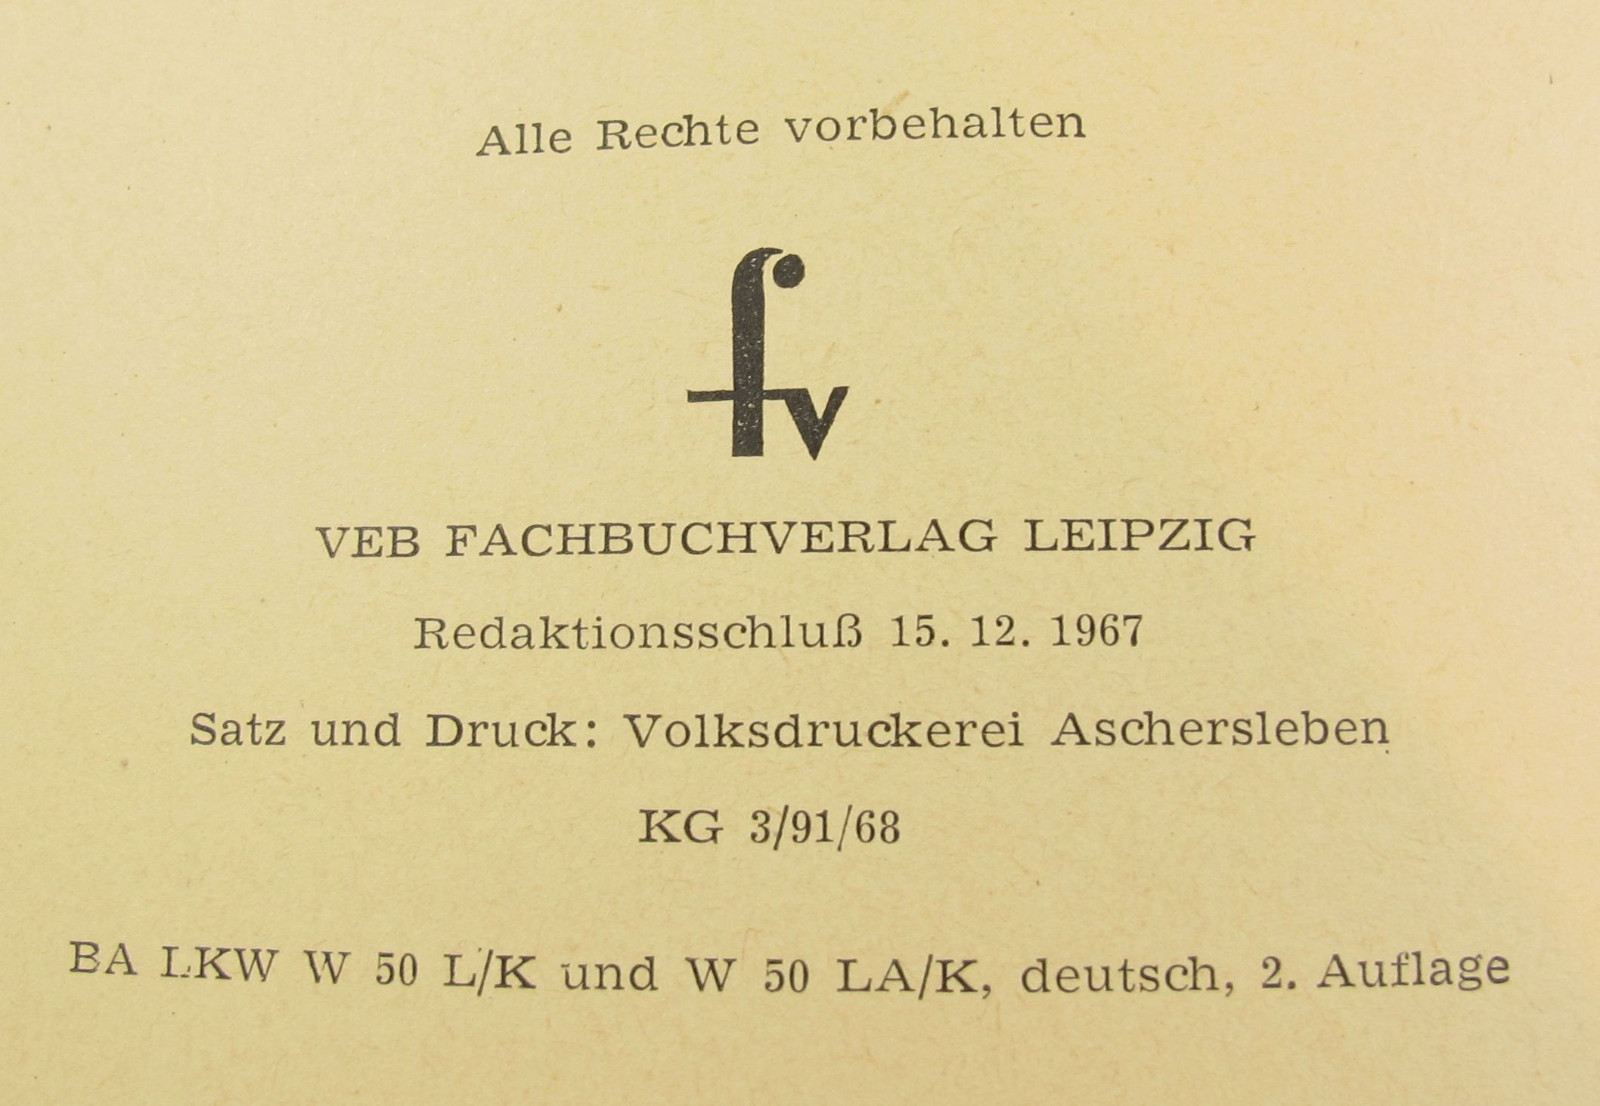 Alle Rechte vorbehalten
fv
VEB FACHBUCHVERLAG LEIPZIG
Redaktionsschluß 15. 12. 1967
Satz und Druck: Volksdruckerei Aschersleben
KG 3/91/68
BA LKW W 50 L/K und W 50 LA/K, deutsch, 2. Auflage